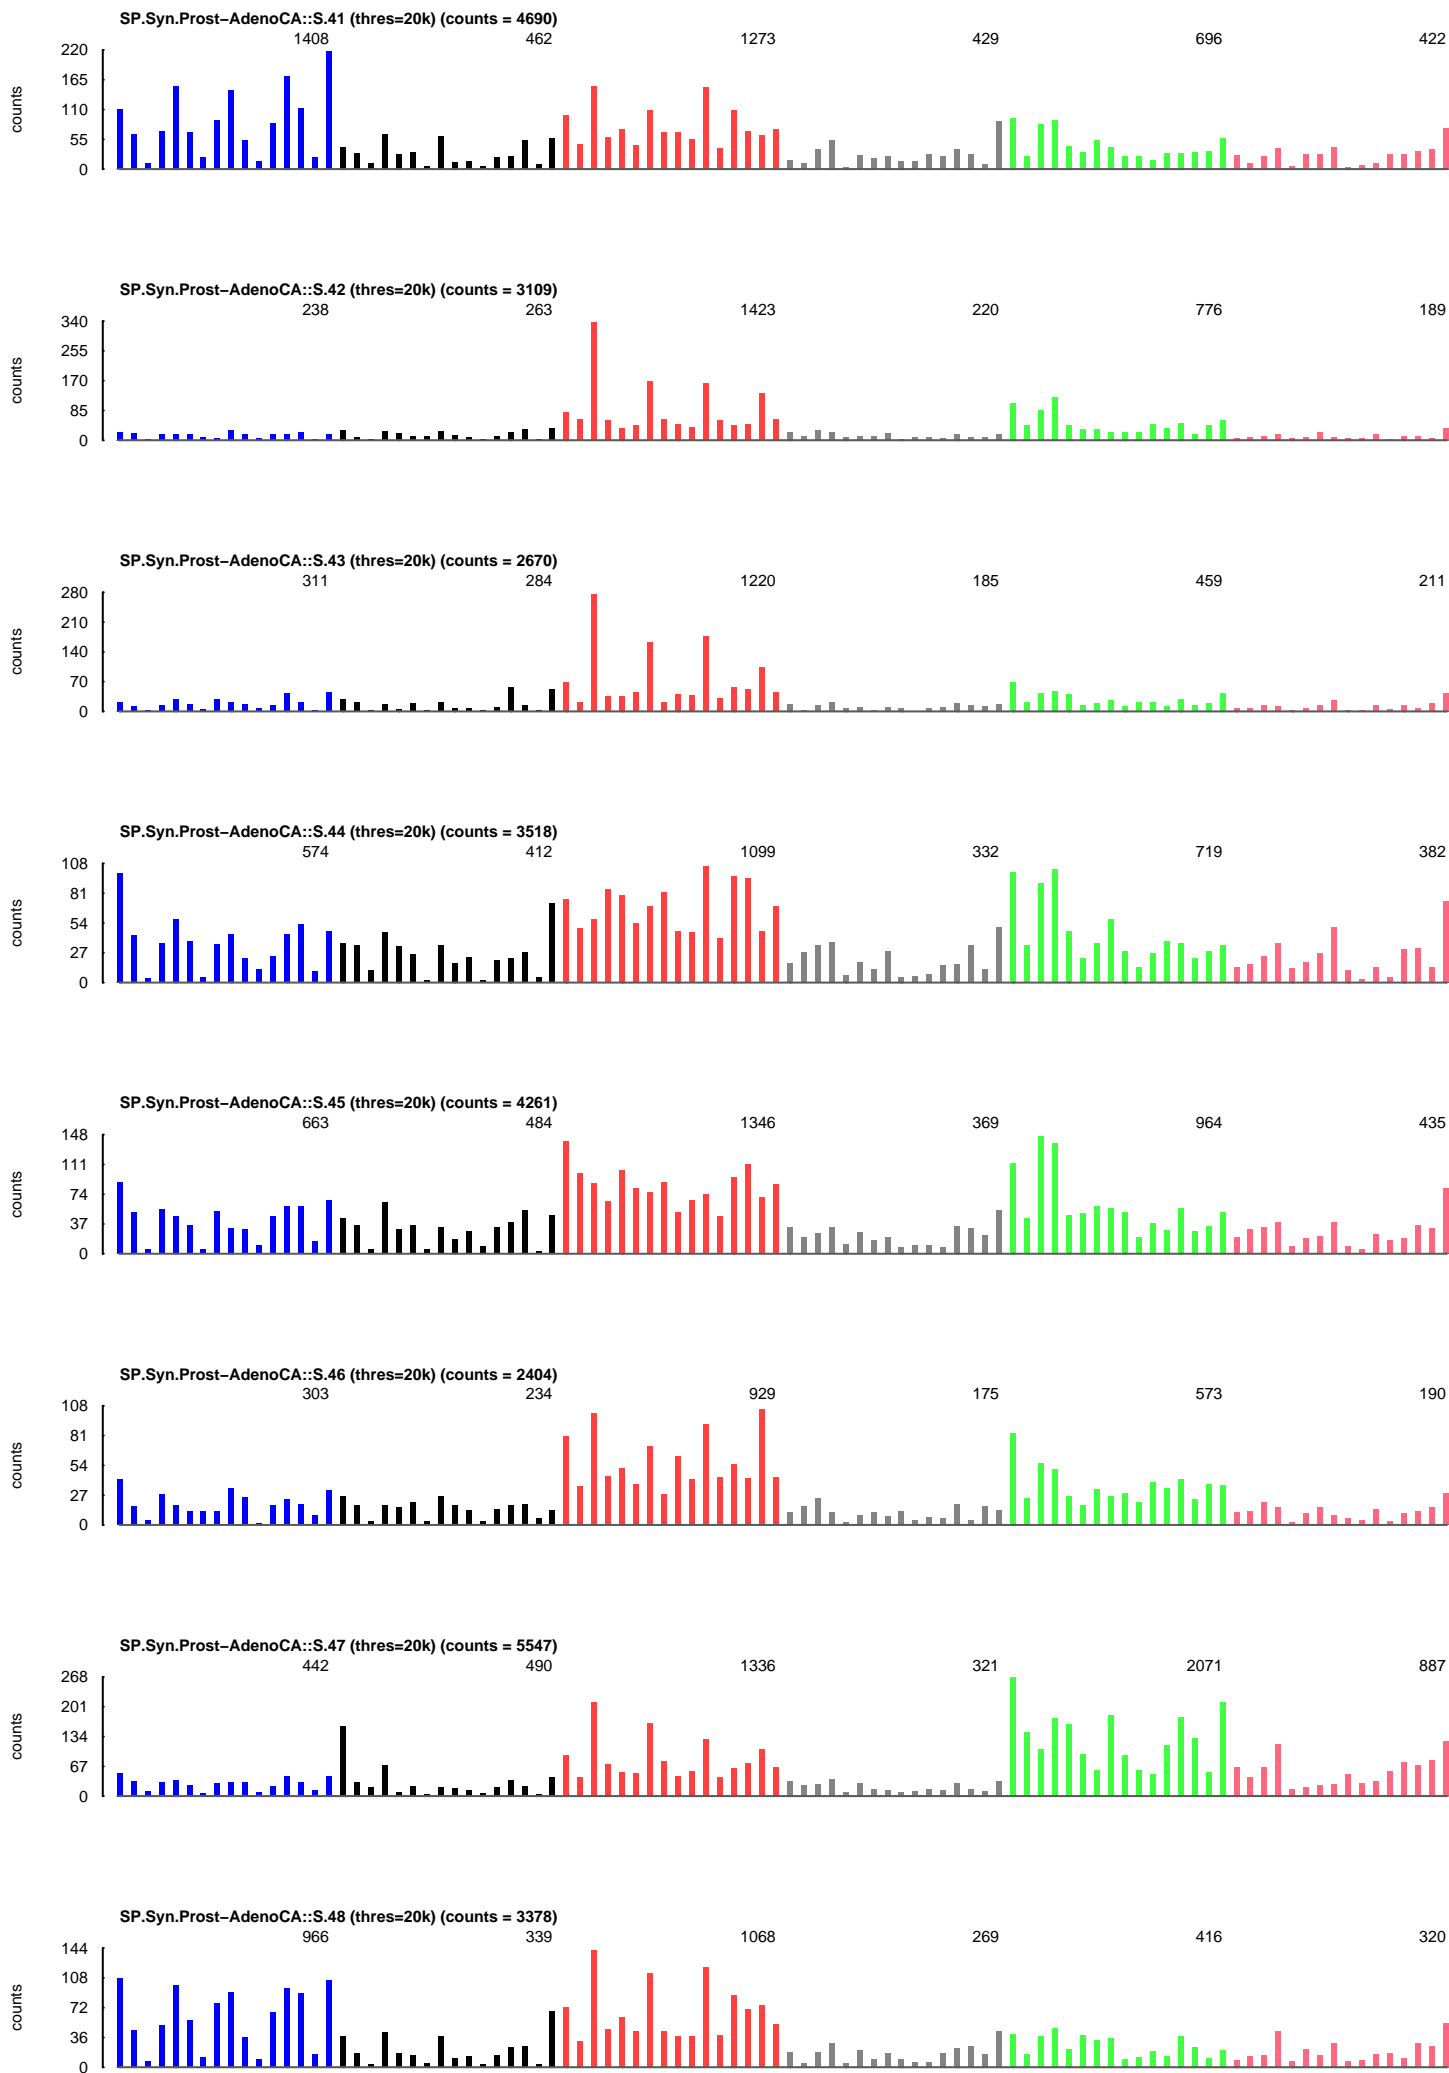 SP.Syn.Prost−AdenoCA::S.41 (thres=20k) (counts = 4690)
1408 462 1273 429 696 422
220
165
110
55
0
counts
SP.Syn.Prost−AdenoCA::S.42 (thres=20k) (counts = 3109)
238 263 1423 220 776 189
340
255
170
85
0
counts
SP.Syn.Prost−AdenoCA::S.43 (thres=20k) (counts = 2670)
311 284 1220 185 459 211
280
210
140
70
0
counts
SP.Syn.Prost−AdenoCA::S.44 (thres=20k) (counts = 3518)
574 412 1099 332 719 382
108
81
54
27
0
counts
SP.Syn.Prost−AdenoCA::S.45 (thres=20k) (counts = 4261)
663 484 1346 369 964 435
148
111
74
37
0
counts
SP.Syn.Prost−AdenoCA::S.46 (thres=20k) (counts = 2404)
303 234 929 175 573 190
108
81
54
27
0
counts
SP.Syn.Prost−AdenoCA::S.47 (thres=20k) (counts = 5547)
442 490 1336 321 2071 887
268
201
134
67
0
counts
SP.Syn.Prost−AdenoCA::S.48 (thres=20k) (counts = 3378)
966 339 1068 269 416 320
144
108
72
36
0
counts